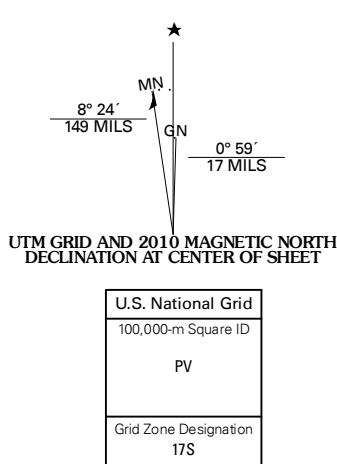 MN
8° 24´
149 MILS
GN
0° 59´
17 MILS
UTM GRID AND 2010 MAGNETIC NORTH
DECLINATION AT CENTER OF SHEET
U.S. National Grid
100,000-m Square ID
PV
Grid Zone Designation
17S